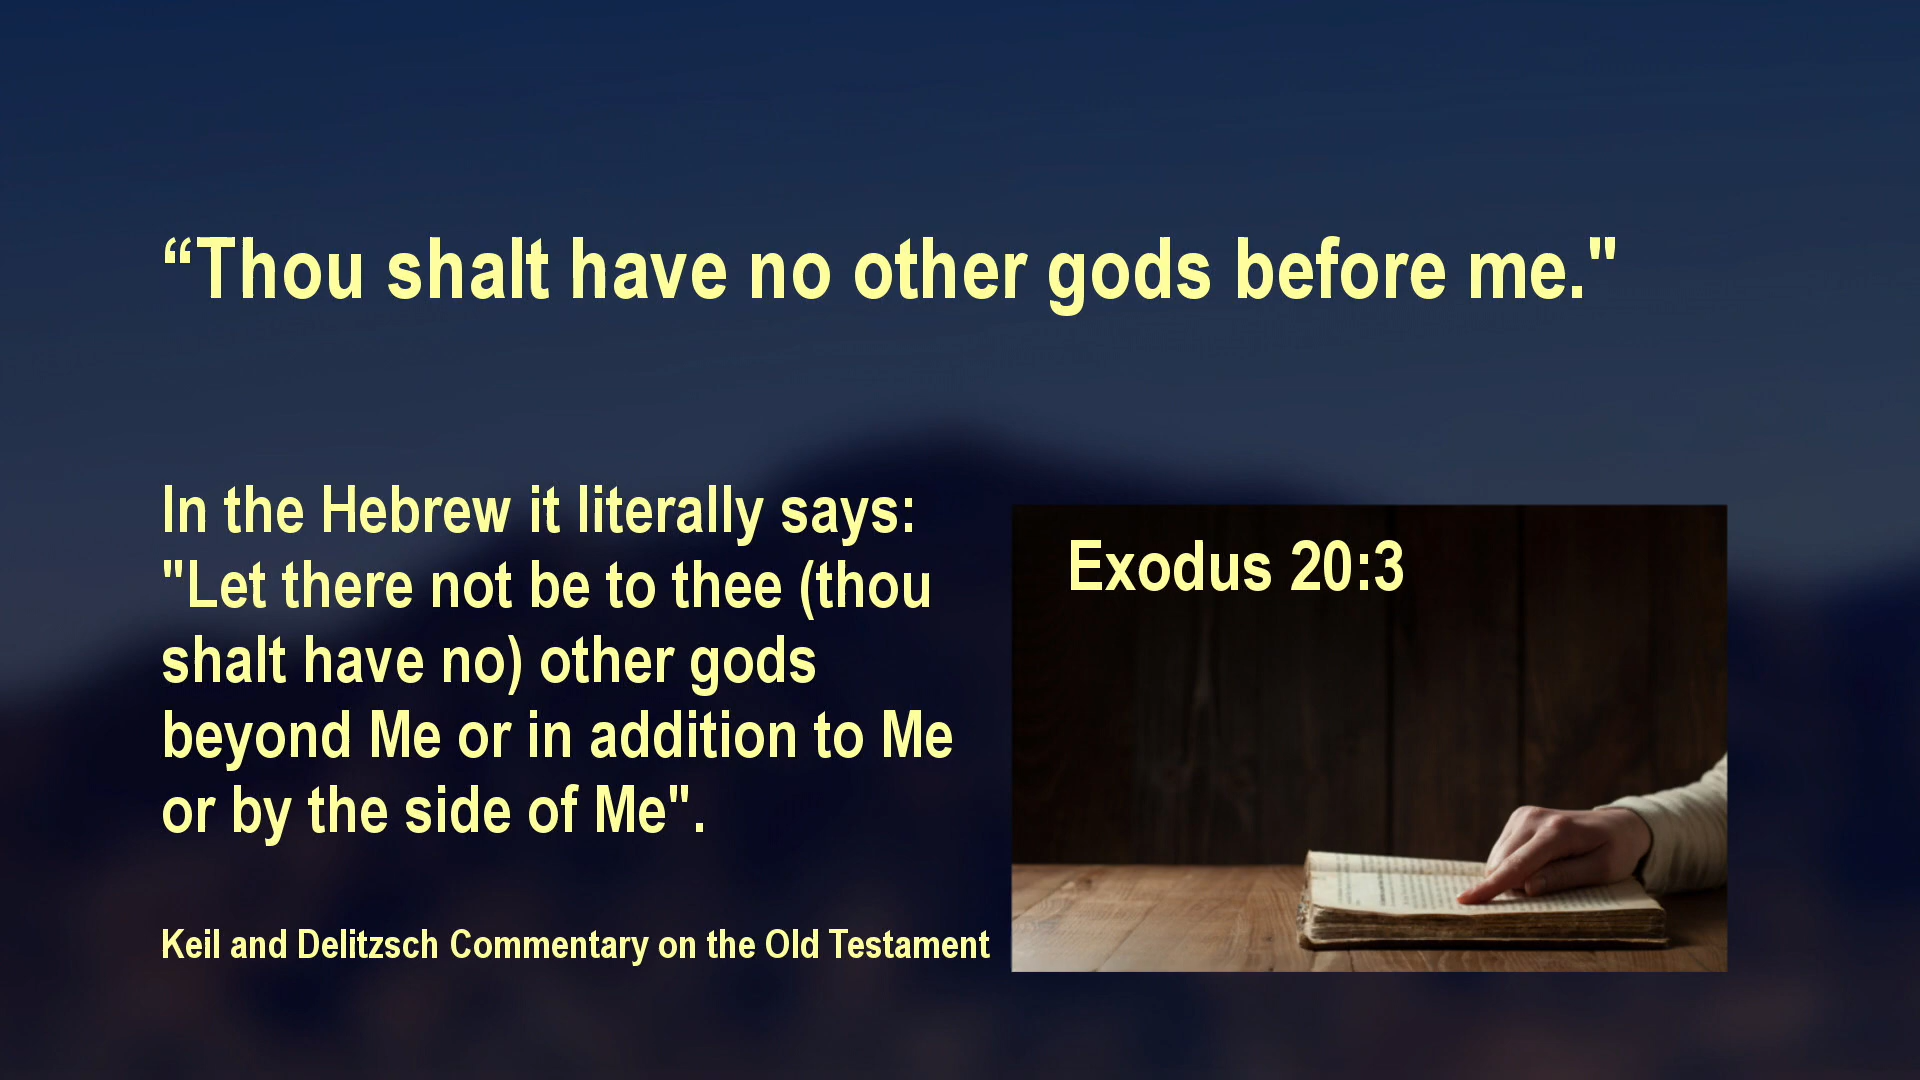 “Thou shalt have no other gods before me."
In the Hebrew it literally says:
"Let there not be to thee (thou
shalt have no) other gods
beyond Me or in addition to Me
or by the side of Me".
Keil and Delitzsch Commentary on the Old Testament
Exodus 20:3